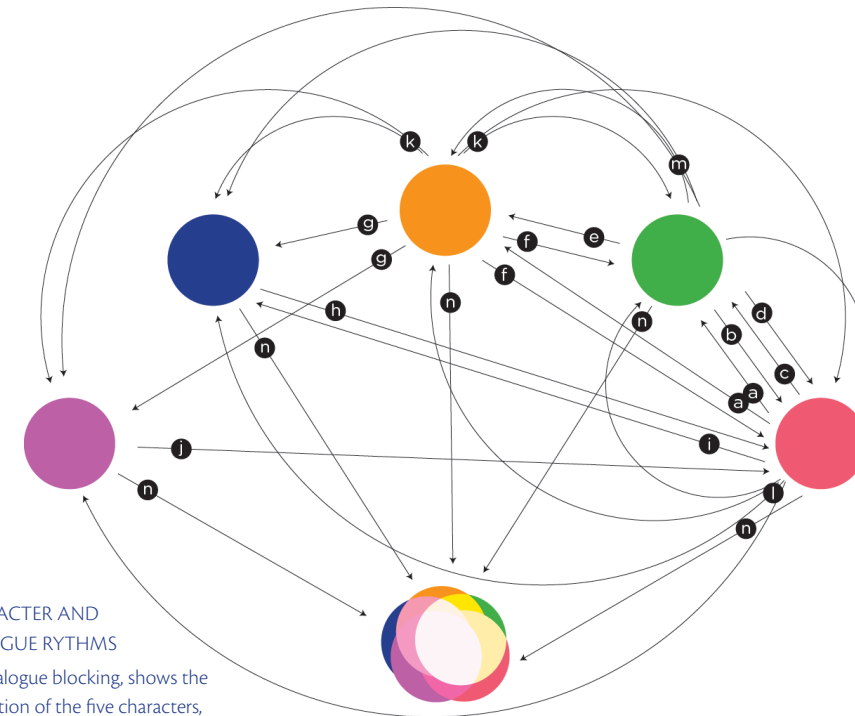 k
k
m
g
e
f
g
f
n
h
n
d
b
n
c
a
a
i
j
n
l
n
ACTER AND
GUE RYTHMS
alogue blocking, shows the
tion of the five characters,